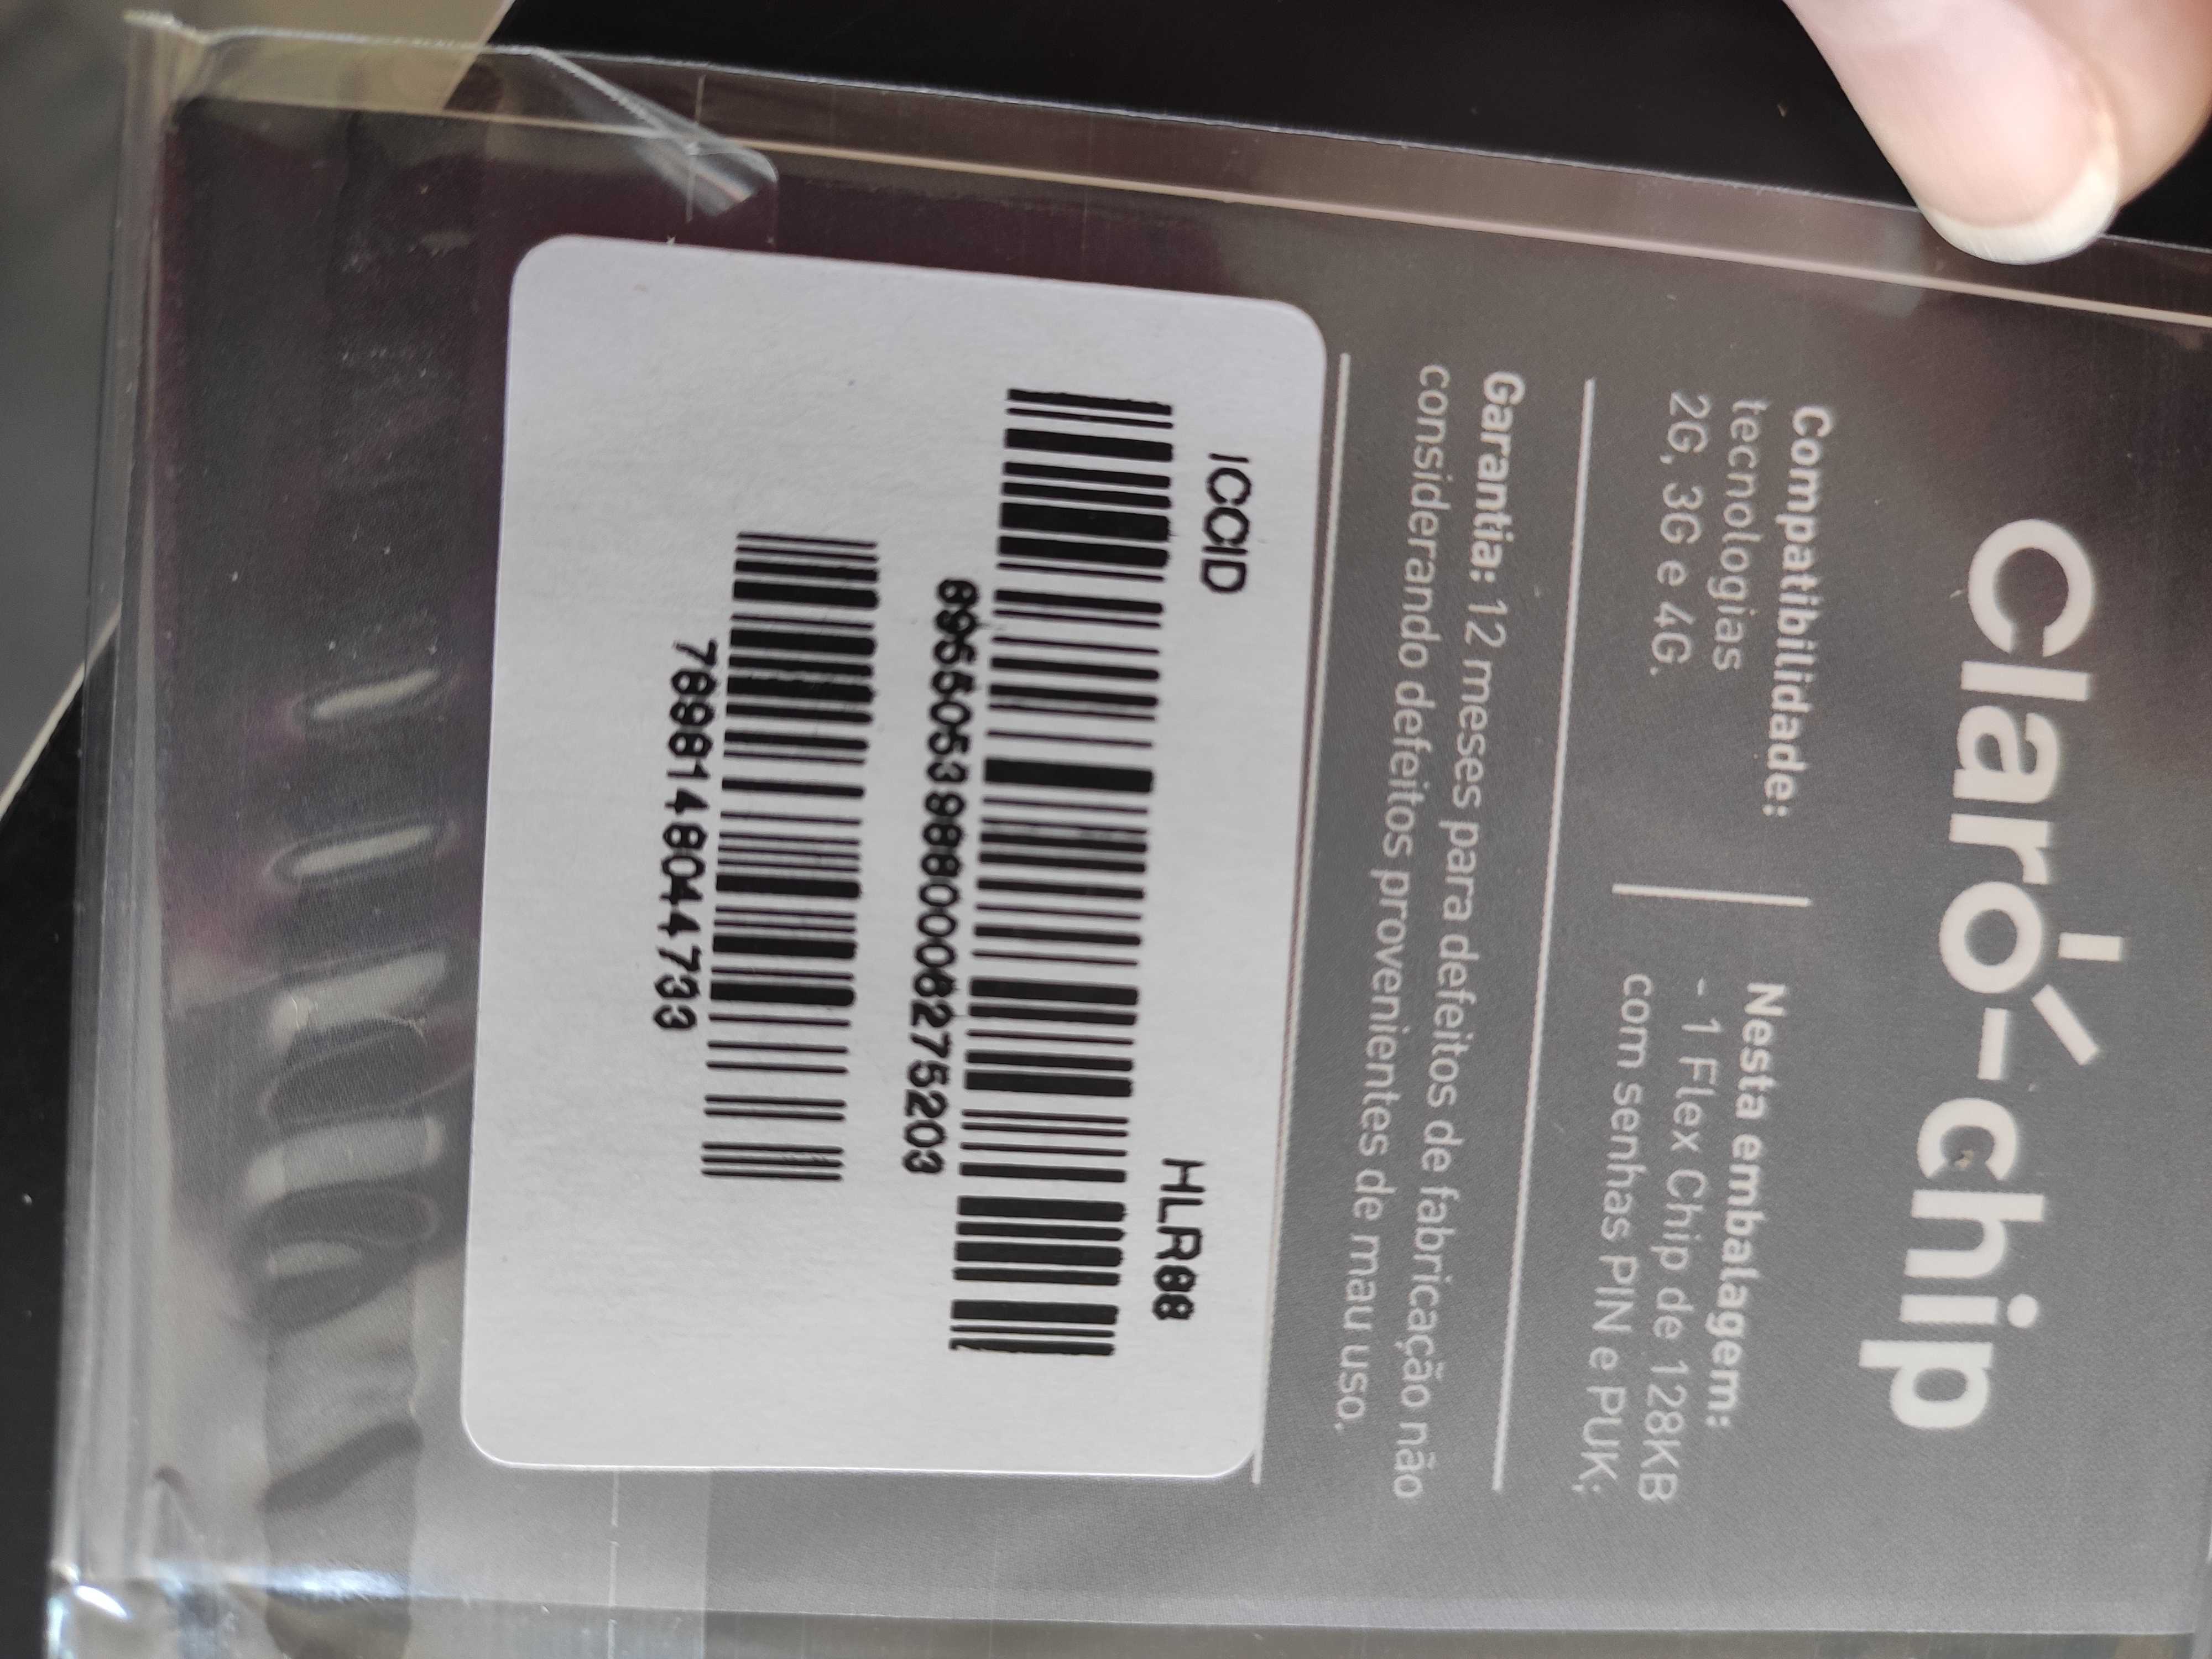 Claro-chip
Compatibilidade:
tecnologias
2G, 3G e 4G.
Nesta embalagem:
- 1 Flex Chip de 128KB
com senhas PIN e PUK;
Garantia: 12 meses para defeitos de fabricação não
considerando defeitos provenientes de mau uso.
ICCID HLR88
89550539880006275203
7898148044733